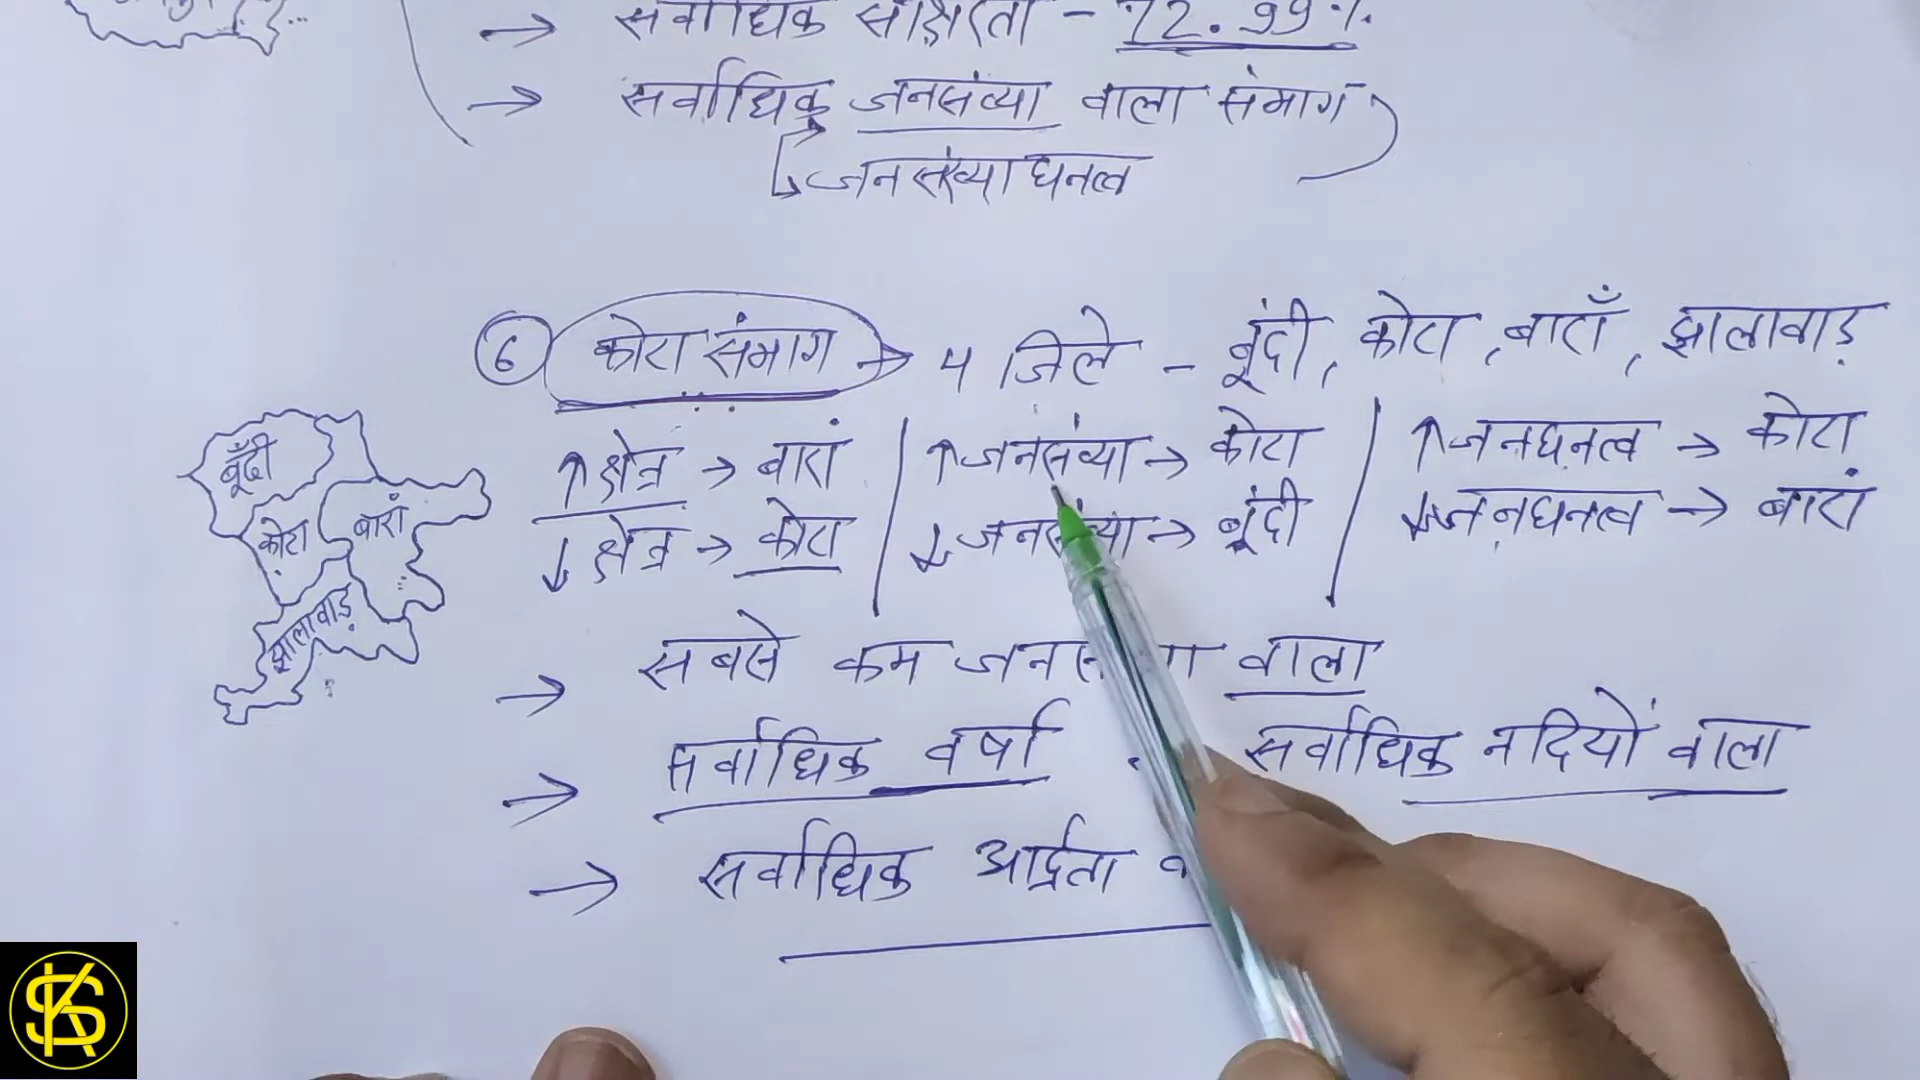 → सर्वाधिक साक्षरता - 72.99%
→ सर्वाधिक जनसंख्या वाला संभाग
↳ जनसंख्या घनत्व
⑥ कोटा संभाग → 4 जिले - बूंदी, कोटा, बाराँ, झालावाड़
↑क्षेत्र → बारां | ↑जनसंख्या → कोटा | ↑जनघनत्व → कोटा
↓क्षेत्र → कोटा | ↓जनसंख्या → बूंदी | ↓जनघनत्व → बारां
बूँदी
कोटा
बारां
झालावाड़
→ सबसे कम वाला
→ सर्वाधिक वर्षा, सर्वाधिक नदियों वाला
→ सर्वाधिक आर्द्रता